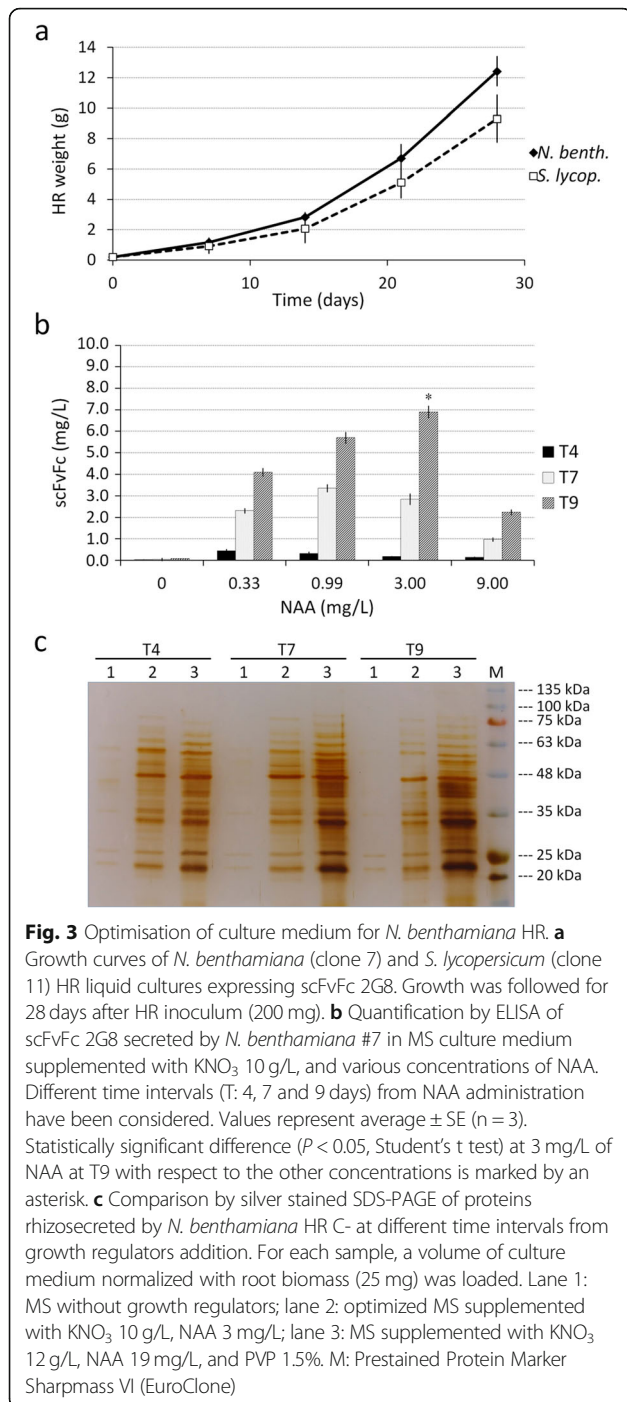 a
14
12
10
8
6
4
2
0
HR weight (g)
0 10 20 30
Time (days)
N. benth.
S. lycop.
b
10.0
9.0
8.0
7.0
6.0
5.0
4.0
3.0
2.0
1.0
0.0
scFvFc (mg/L)
*
T4
T7
T9
0 0.33 0.99 3.00 9.00
NAA (mg/L)
c
T4 T7 T9
1 2 3 1 2 3 1 2 3 M
--- 135 kDa
--- 100 kDa
--- 75 kDa
--- 63 kDa
--- 48 kDa
--- 35 kDa
--- 25 kDa
--- 20 kDa
Fig. 3 Optimisation of culture medium for N. benthamiana HR. a
Growth curves of N. benthamiana (clone 7) and S. lycopersicum (clone
11) HR liquid cultures expressing scFvFc 2G8. Growth was followed for
28 days after HR inoculum (200 mg). b Quantification by ELISA of
scFvFc 2G8 secreted by N. benthamiana #7 in MS culture medium
supplemented with KNO3 10 g/L, and various concentrations of NAA.
Different time intervals (T: 4, 7 and 9 days) from NAA administration
have been considered. Values represent average ± SE (n = 3).
Statistically significant difference (P < 0.05, Student's t test) at 3 mg/L of
NAA at T9 with respect to the other concentrations is marked by an
asterisk. c Comparison by silver stained SDS-PAGE of proteins
rhizosecreted by N. benthamiana HR C- at different time intervals from
growth regulators addition. For each sample, a volume of culture
medium normalized with root biomass (25 mg) was loaded. Lane 1:
MS without growth regulators; lane 2: optimized MS supplemented
with KNO3 10 g/L, NAA 3 mg/L; lane 3: MS supplemented with KNO3
12 g/L, NAA 19 mg/L, and PVP 1.5%. M: Prestained Protein Marker
Sharpmass VI (EuroClone)